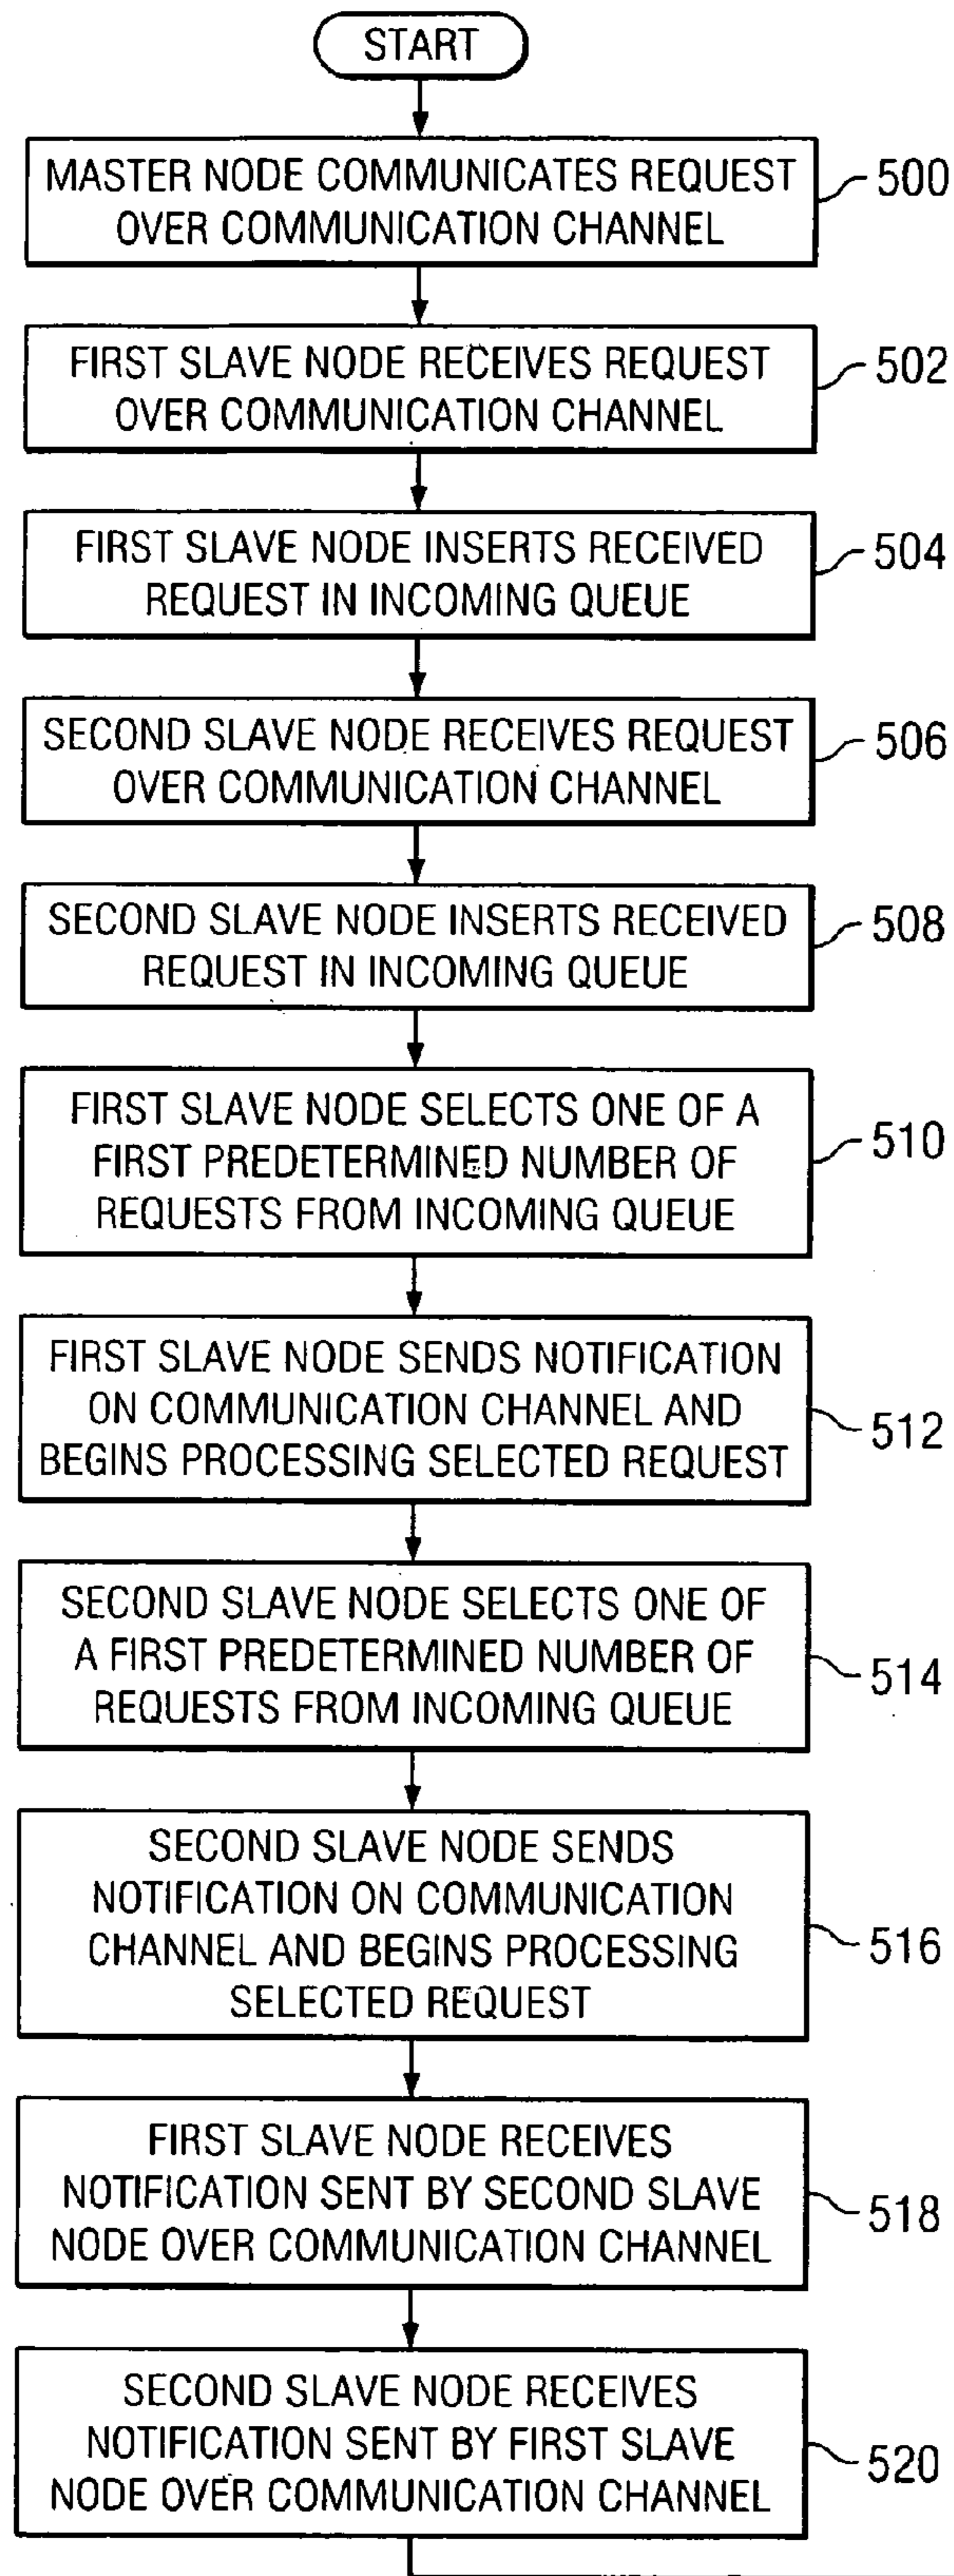 START
MASTER NODE COMMUNICATES REQUEST
OVER COMMUNICATION CHANNEL
500
FIRST SLAVE NODE RECEIVES REQUEST
OVER COMMUNICATION CHANNEL
502
FIRST SLAVE NODE INSERTS RECEIVED
REQUEST IN INCOMING QUEUE
504
SECOND SLAVE NODE RECEIVES REQUEST
OVER COMMUNICATION CHANNEL
506
SECOND SLAVE NODE INSERTS RECEIVED
REQUEST IN INCOMING QUEUE
508
FIRST SLAVE NODE SELECTS ONE OF A
FIRST PREDETERMINED NUMBER OF
REQUESTS FROM INCOMING QUEUE
510
FIRST SLAVE NODE SENDS NOTIFICATION
ON COMMUNICATION CHANNEL AND
BEGINS PROCESSING SELECTED REQUEST
512
SECOND SLAVE NODE SELECTS ONE OF
A FIRST PREDETERMINED NUMBER OF
REQUESTS FROM INCOMING QUEUE
514
SECOND SLAVE NODE SENDS
NOTIFICATION ON COMMUNICATION
CHANNEL AND BEGINS PROCESSING
SELECTED REQUEST
516
FIRST SLAVE NODE RECEIVES
NOTIFICATION SENT BY SECOND SLAVE
NODE OVER COMMUNICATION CHANNEL
518
SECOND SLAVE NODE RECEIVES
NOTIFICATION SENT BY FIRST SLAVE
NODE OVER COMMUNICATION CHANNEL
520